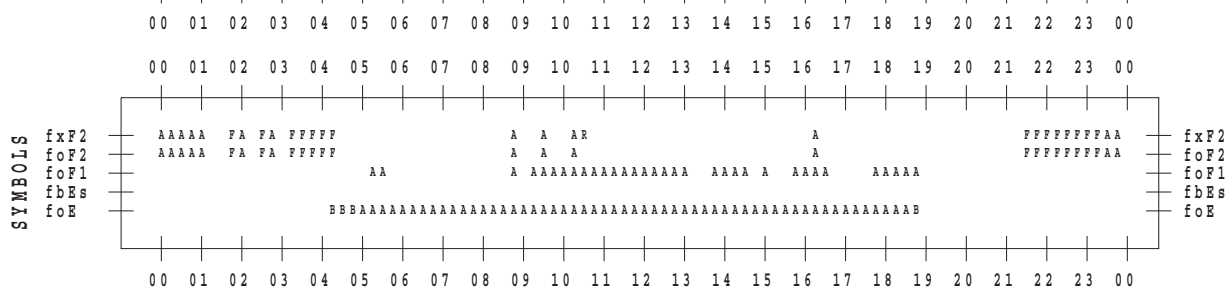 00 01 02 03 04 05 06 07 08 09 10 11 12 13 14 15 16 17 18 19 20 21 22 23 00
00 01 02 03 04 05 06 07 08 09 10 11 12 13 14 15 16 17 18 19 20 21 22 23 00
SYMBOLS
fxF2 AAAAA FA FA FFFFF A A AR A FFFFFFFFAA fxF2
foF2 AAAAA FA FA FFFFF A A A A FFFFFFFFAA foF2
foF1 AA A AAAAAAAAAAAAAAAA AAAA A AAAA AAAAA foF1
fbEs fbEs
foE BBBAAAAAAAAAAAAAAAAAAAAAAAAAAAAAAAAAAAAAAAAAAAAAAAAAAAAAAAB foE
00 01 02 03 04 05 06 07 08 09 10 11 12 13 14 15 16 17 18 19 20 21 22 23 00